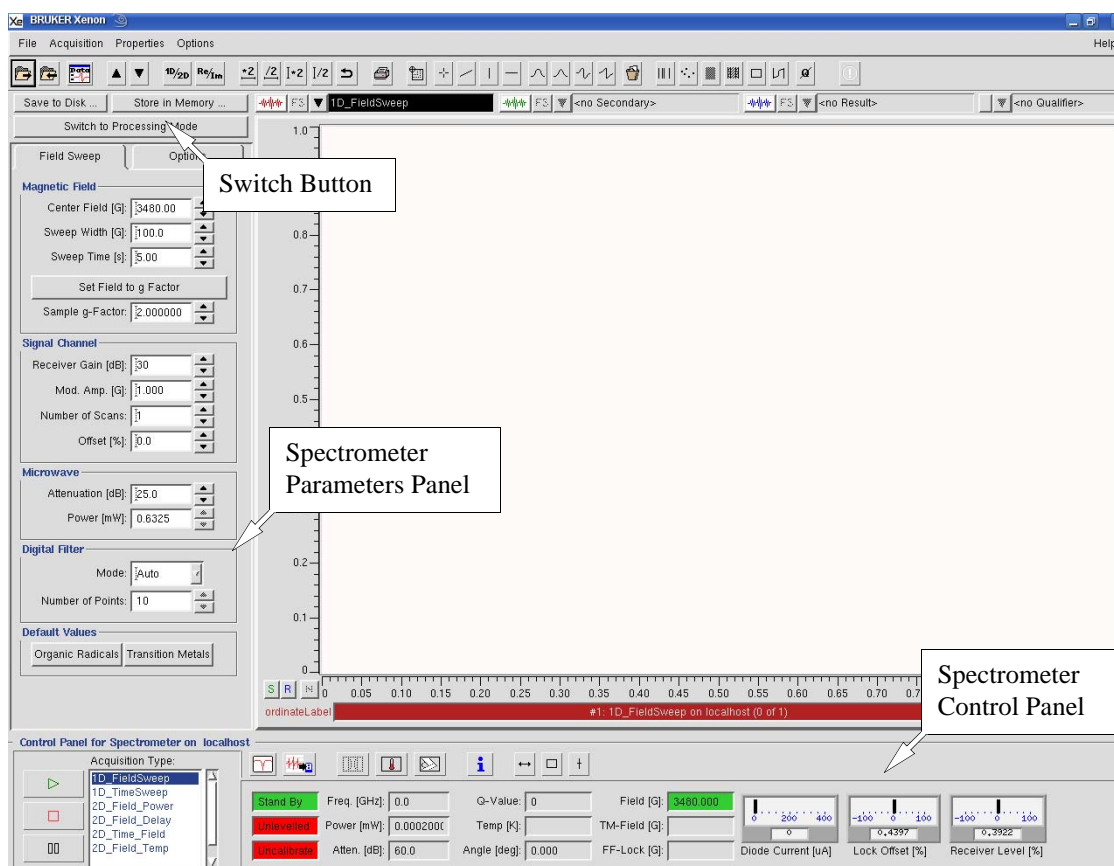 Xe BRUKER Xenon
File Acquisition Properties Options Help
Data 1D/2D Re/Im *2 /2 I*2 I/2
Save to Disk ... Store in Memory ... FS 1D_FieldSweep FS <no Secondary> FS <no Result> <no Qualifier>
Switch to Processing Mode
Field Sweep Options
Switch Button
Magnetic Field
Center Field [G]: 3480.00
Sweep Width [G]: 100.0
Sweep Time [s]: 5.00
Set Field to g Factor
Sample g-Factor: 2.000000
Signal Channel
Receiver Gain [dB]: 30
Mod. Amp. [G]: 1.000
Number of Scans: 1
Offset [%]: 0.0
Spectrometer
Parameters Panel
Microwave
Attenuation [dB]: 25.0
Power [mW]: 0.6325
Digital Filter
Mode: Auto
Number of Points: 10
Default Values
Organic Radicals Transition Metals
1.0
0.8
0.7
0.6
0.5
0.2
0.1
0
S R
0 0.05 0.10 0.15 0.20 0.25 0.30 0.35 0.40 0.45 0.50 0.55 0.60 0.65 0.70
ordinateLabel #1: 1D_FieldSweep on localhost (0 of 1)
Spectrometer
Control Panel
Control Panel for Spectrometer on localhost
Acquisition Type:
1D_FieldSweep
1D_TimeSweep
2D_Field_Power
2D_Field_Delay
2D_Time_Field
2D_Field_Temp
Stand By Freq. [GHz]: 0.0 Q-Value: 0 Field [G]: 3480.000
Unlevelled Power [mW]: 0.000200 Temp [K]: TM-Field [G]:
Uncalibrate Atten. [dB]: 60.0 Angle [deg]: 0.000 FF-Lock [G]:
0 200 400 -100 0 100 -100 0 100
0 0.4397 0.3922
Diode Current [uA] Lock Offset [%] Receiver Level [%]